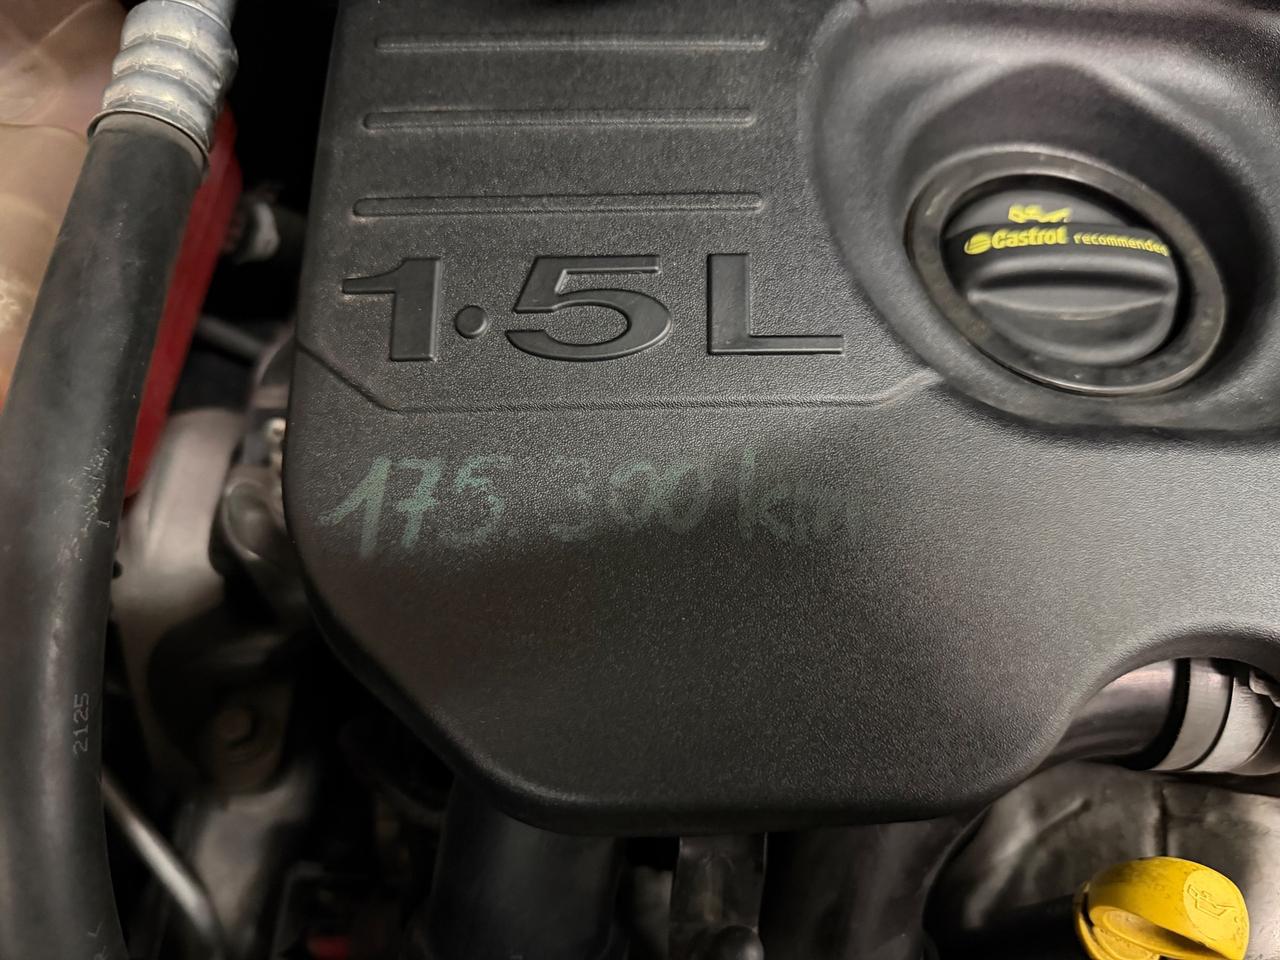 1.5L
Castrol recommended
175 300 km
2125